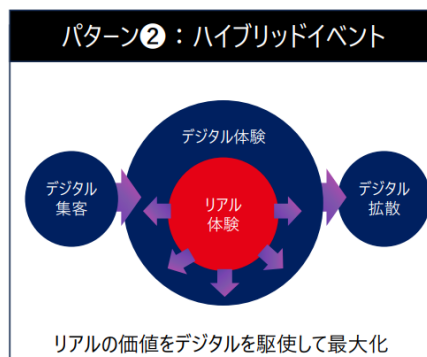 パターン❷：ハイブリッドイベント
デジタル体験
デジタル
集客
リアル
体験
デジタル
拡散
リアルの価値をデジタルを駆使して最大化